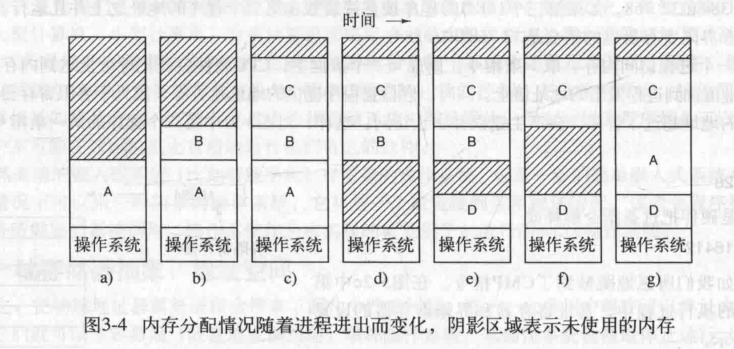 时间
C C C C C
B B B B
A
A A A
D D
操作系统 操作系统 操作系统 操作系统 操作系统 操作系统 操作系统
a) b) c) d) e) f) g)
图3-4 内存分配情况随着进程进出而变化，阴影区域表示未使用的内存